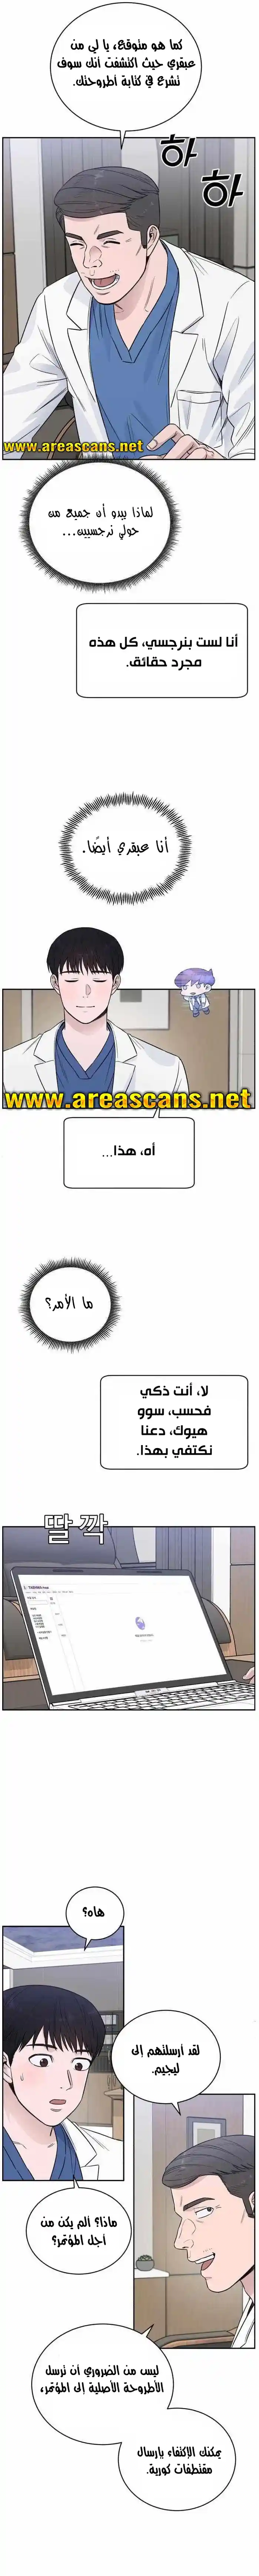 كما هو متوقع، يا لي من
عبقري حيث اكتشفت أنك سوف
تشرع في كتابة أطروحتك.
하
하
www.areascans.net
لماذا يبدو أن جميع من
حولي نرجسيين...
أنا لست بنرجسي، كل هذه
مجرد حقائق.
أنا عبقري أيضًا.
www.areascans.net
أه، هذا...
ما الأمر؟
لا، أنت ذكي
فحسب، سوو
هيوك، دعنا
نكتفي بهذا.
딸깍
هاه؟
لقد أرسلتهم إلى
ليجيم.
ماذا؟ ألم يكن من
أجل المؤتمر؟
ليس من الضروري أن ترسل
الأطروحة الأصلية إلى المؤتمر،
يمكنك الإكتفاء بإرسال
مقتطفات كورية.